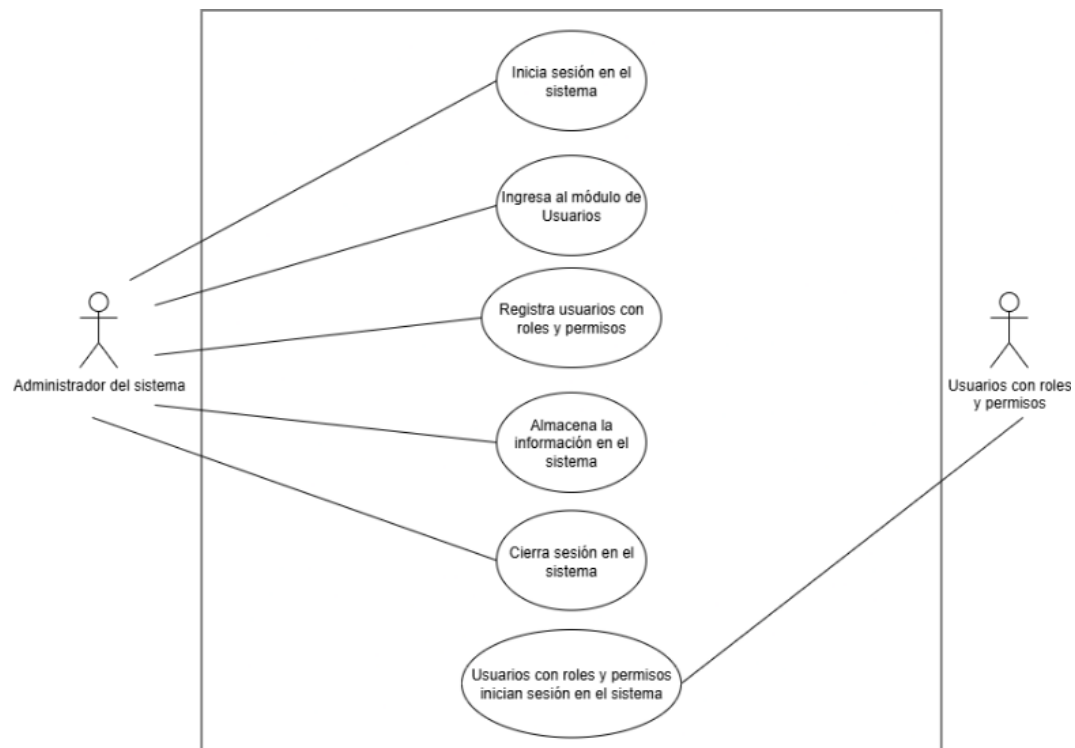 Inicia sesión en el
sistema
Ingresa al módulo de
Usuarios
Registra usuarios con
roles y permisos
Administrador del sistema
Usuarios con roles
y permisos
Almacena la
información en el
sistema
Cierra sesión en el
sistema
Usuarios con roles y permisos
inician sesión en el sistema